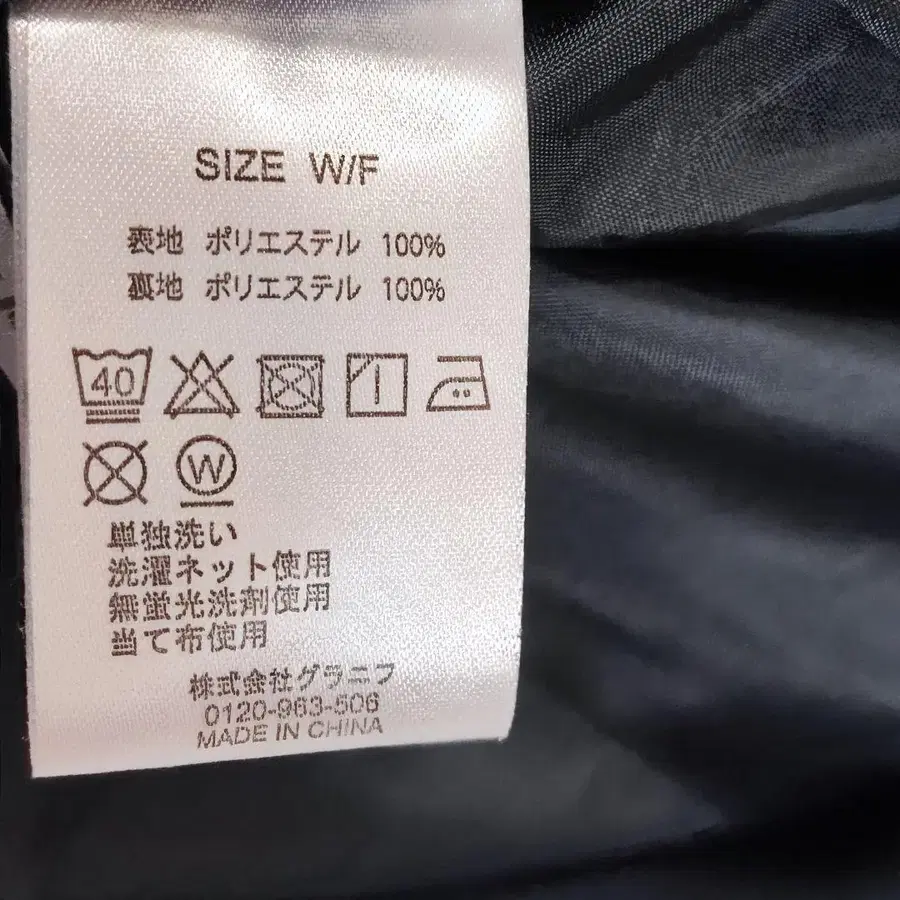 SIZE W/F
表地 ポリエステル 100%
裏地 ポリエステル 100%
40
W
単独洗い
洗濯ネット使用
無蛍光洗剤使用
当て布使用
株式会社グラニフ
0120-963-506
MADE IN CHINA